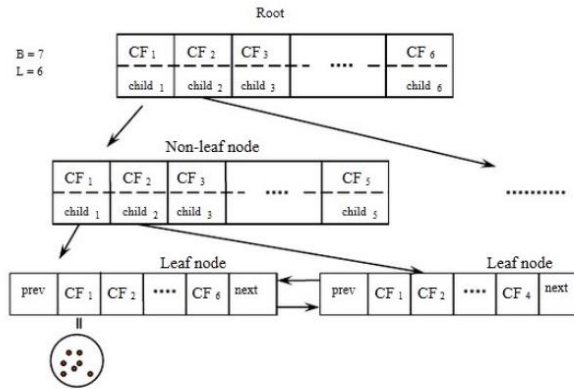 Root
B = 7
L = 6
CF 1 CF 2 CF 3 .... CF 6
child 1 child 2 child 3 child 6
Non-leaf node
CF 1 CF 2 CF 3 .... CF 5
child 1 child 2 child 3 child 5
..........
Leaf node Leaf node
prev CF 1 CF 2 .... CF 6 next prev CF 1 CF 2 .... CF 4 next
=